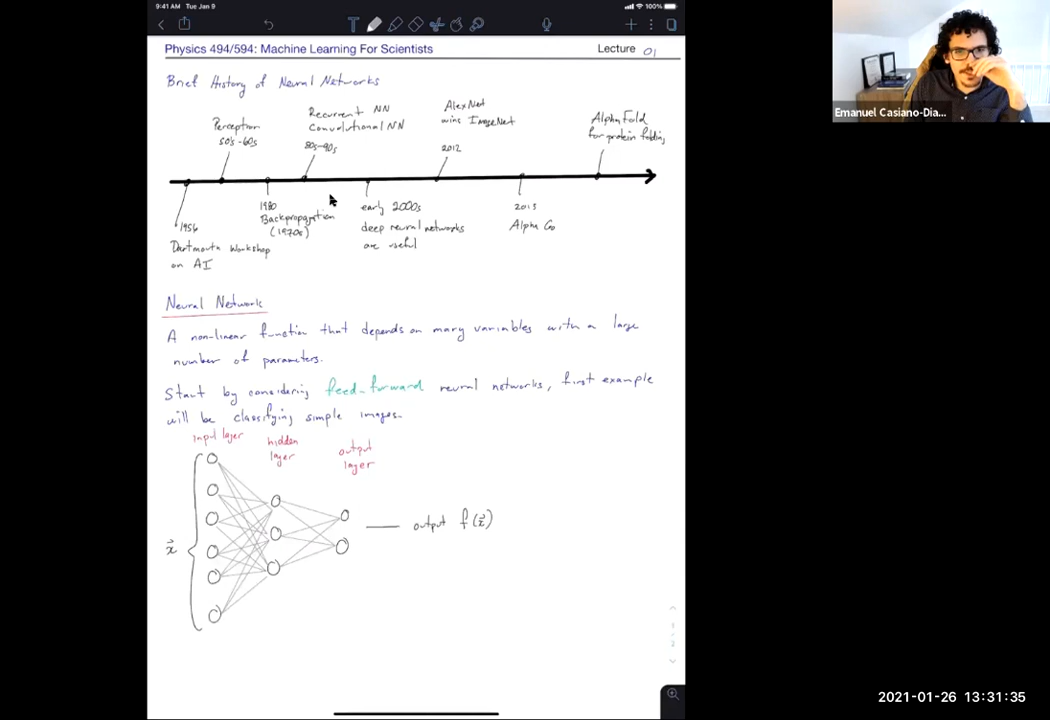 9:41 AM Tue Jan 9
100%
Physics 494/594: Machine Learning For Scientists
Lecture 01
Brief History of Neural Networks
Perceptron
50's-60s
Recurrent NN
Convolutional NN
80s-90s
AlexNet
wins ImageNet
2012
AlphaFold
for protein folding
1956
Dartmouth Workshop
on AI
1980
Backpropagation
(1970s)
early 2000s
deep neural networks
are useful
2015
Alpha Go
Neural Network
A non-linear function that depends on many variables with a large
number of parameters.
Start by considering feed-forward neural networks, first example
will be classifying simple images.
input layer
hidden
layer
output
layer
x⃗
output f(x⃗)
Emanuel Casiano-Dia...
2021-01-26 13:31:35